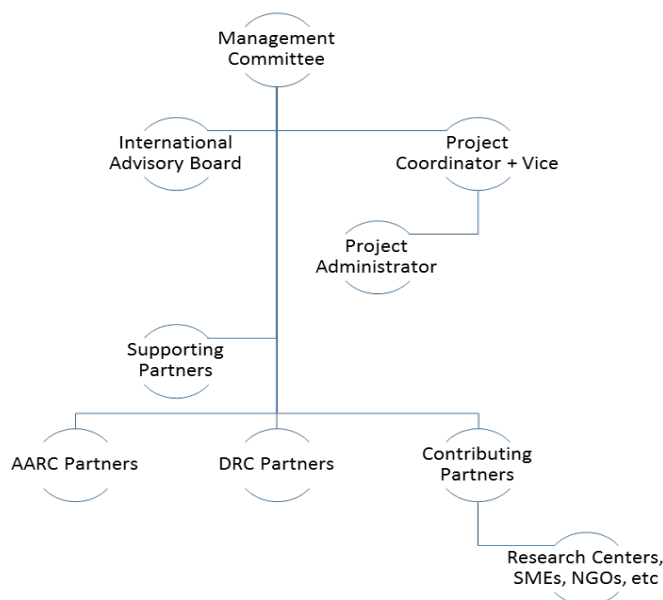 Management
Committee
International
Advisory Board
Project
Coordinator + Vice
Project
Administrator
Supporting
Partners
AARC Partners
DRC Partners
Contributing
Partners
Research Centers,
SMEs, NGOs, etc